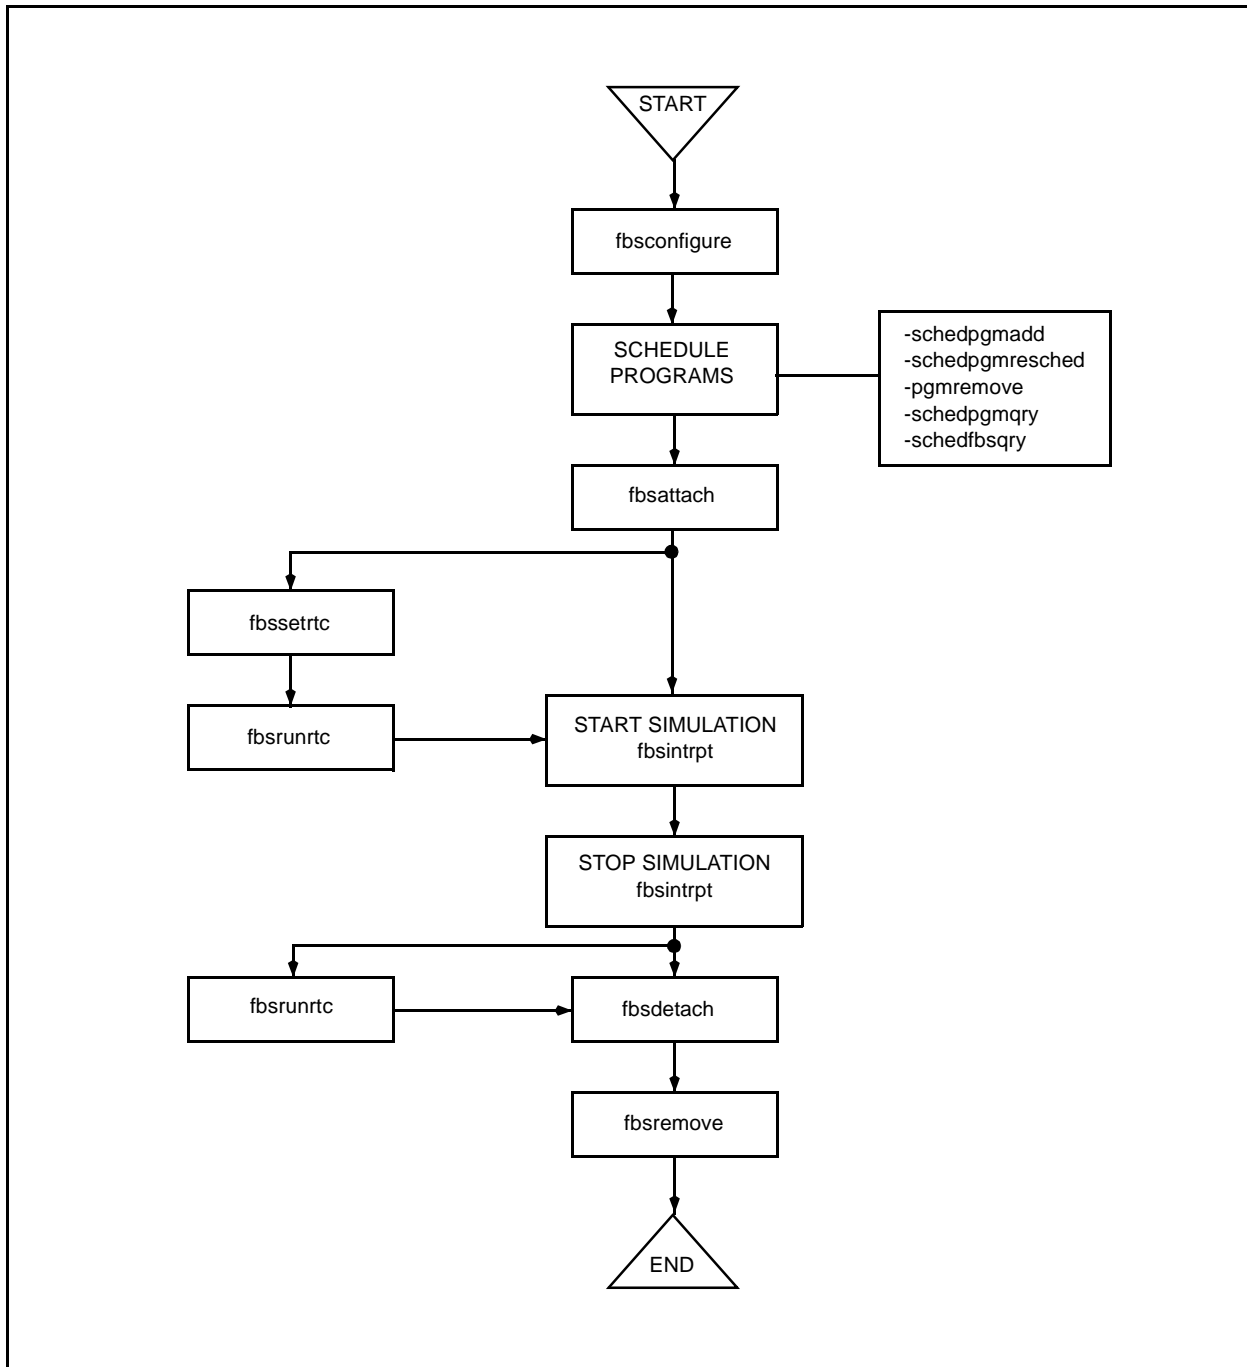 START
fbsconfigure
SCHEDULE
PROGRAMS
-schedpgmadd
-schedpgmresched
-pgmremove
-schedpgmqry
-schedfbsqry
fbsattach
fbssetrtc
fbsrunrtc
START SIMULATION
fbsintrpt
STOP SIMULATION
fbsintrpt
fbsrunrtc
fbsdetach
fbsremove
END